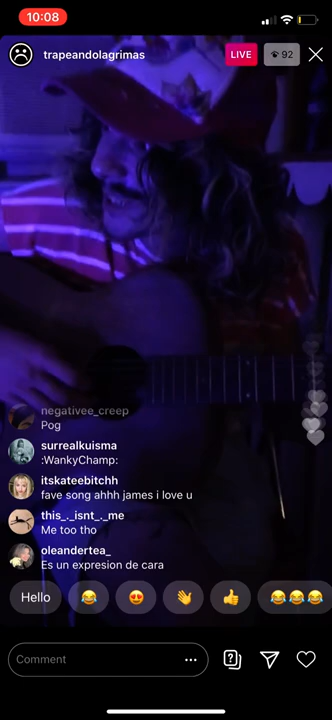 10:08
trapeandolagrimas
LIVE
92
negativee_creep
Pog
surrealkuisma
:WankyChamp:
itskateebitchh
fave song ahhh james i love u
this_._isnt_._me
Me too tho
oleandertea_
Es un expresion de cara
Hello
Comment